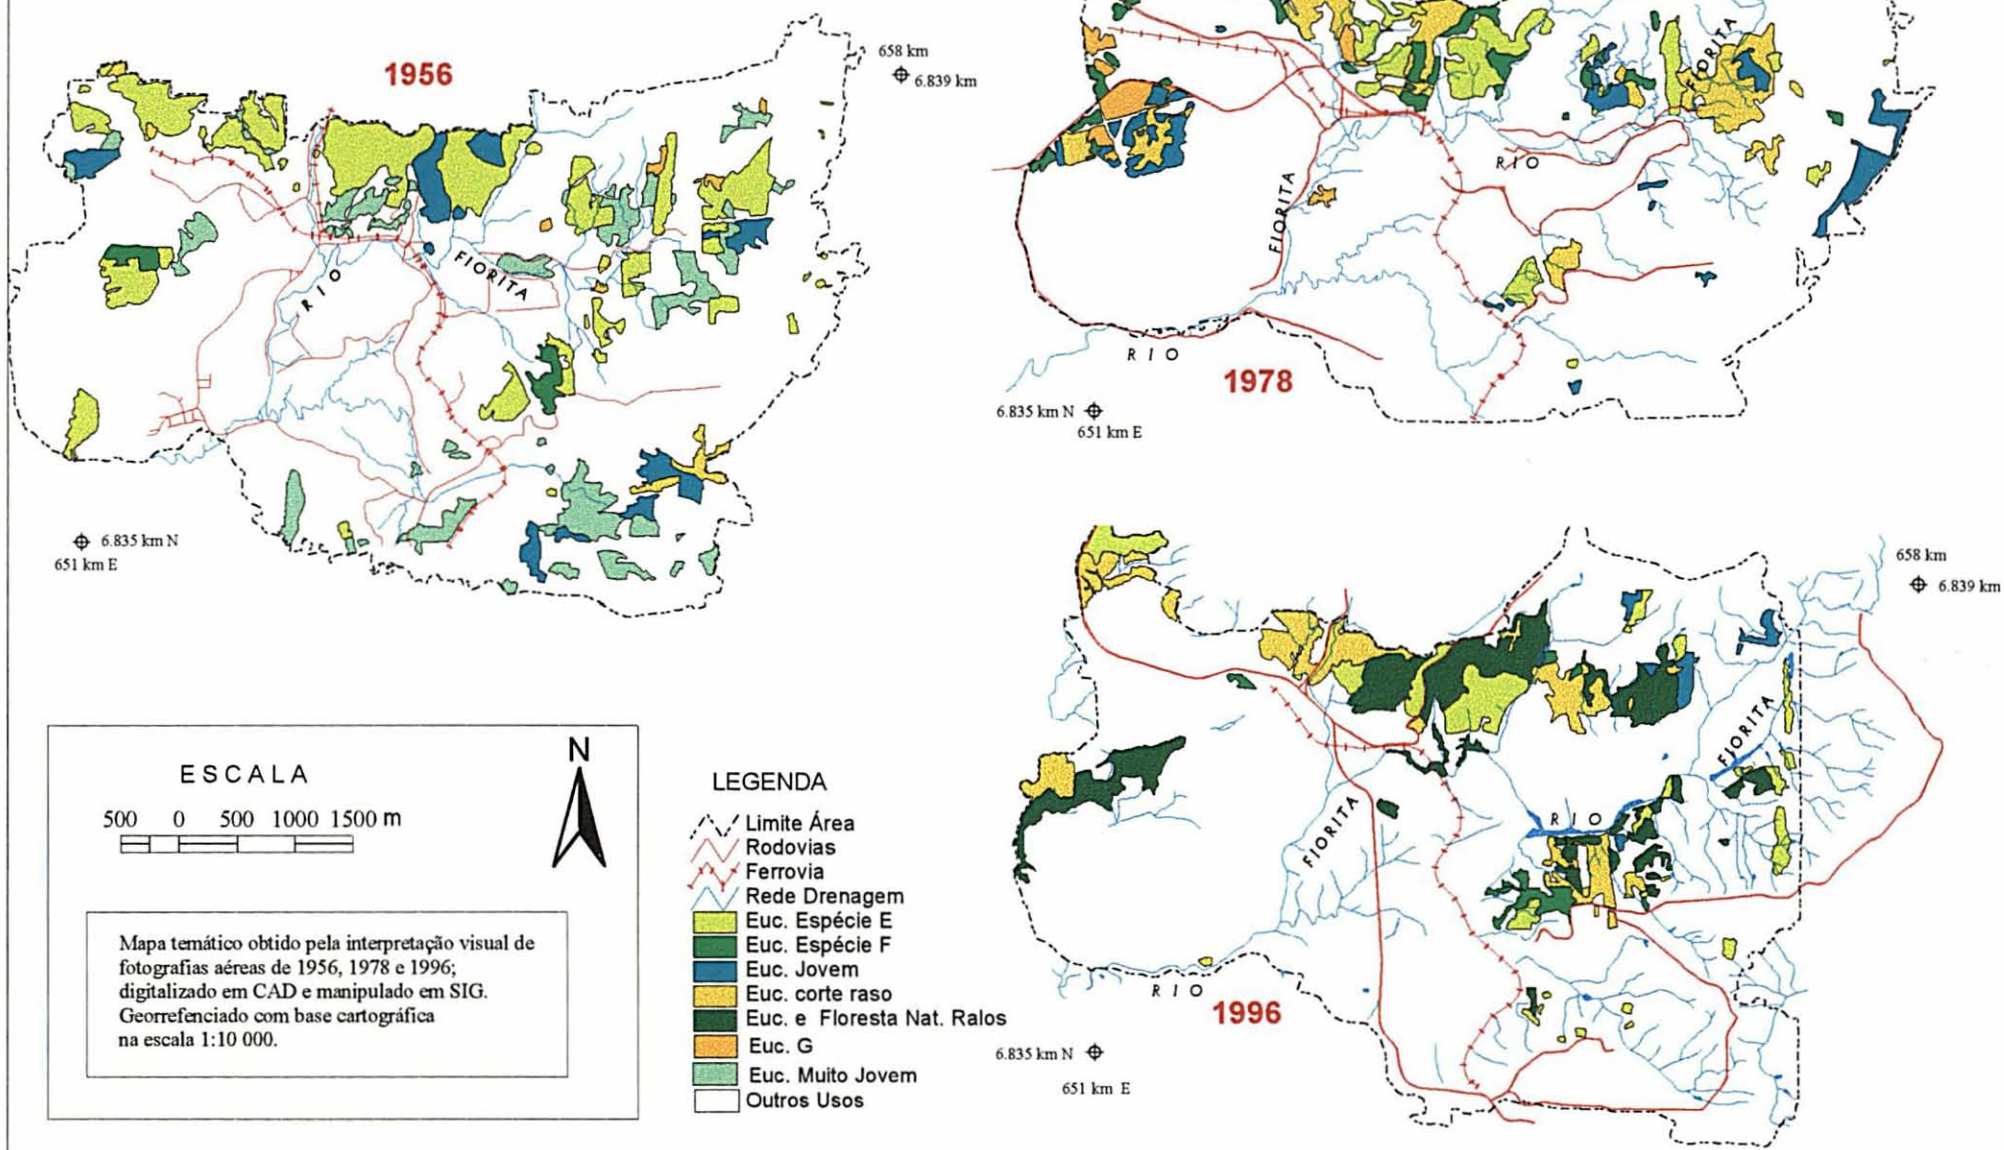 1956
658 km
6.839 km
RIO
FIORITA
6.835 km N
651 km E
FIORITA
RIO
FIORITA
RIO
1978
6.835 km N
651 km E
658 km
6.839 km
FIORITA
RIO
FIORITA
RIO
1996
6.835 km N
651 km E
ESCALA
500 0 500 1000 1500 m
N
Mapa temático obtido pela interpretação visual de
fotografias aéreas de 1956, 1978 e 1996;
digitalizado em CAD e manipulado em SIG.
Georrefenciado com base cartográfica
na escala 1:10 000.
LEGENDA
Limite Área
Rodovias
Ferrovia
Rede Drenagem
Euc. Espécie E
Euc. Espécie F
Euc. Jovem
Euc. corte raso
Euc. e Floresta Nat. Ralos
Euc. G
Euc. Muito Jovem
Outros Usos